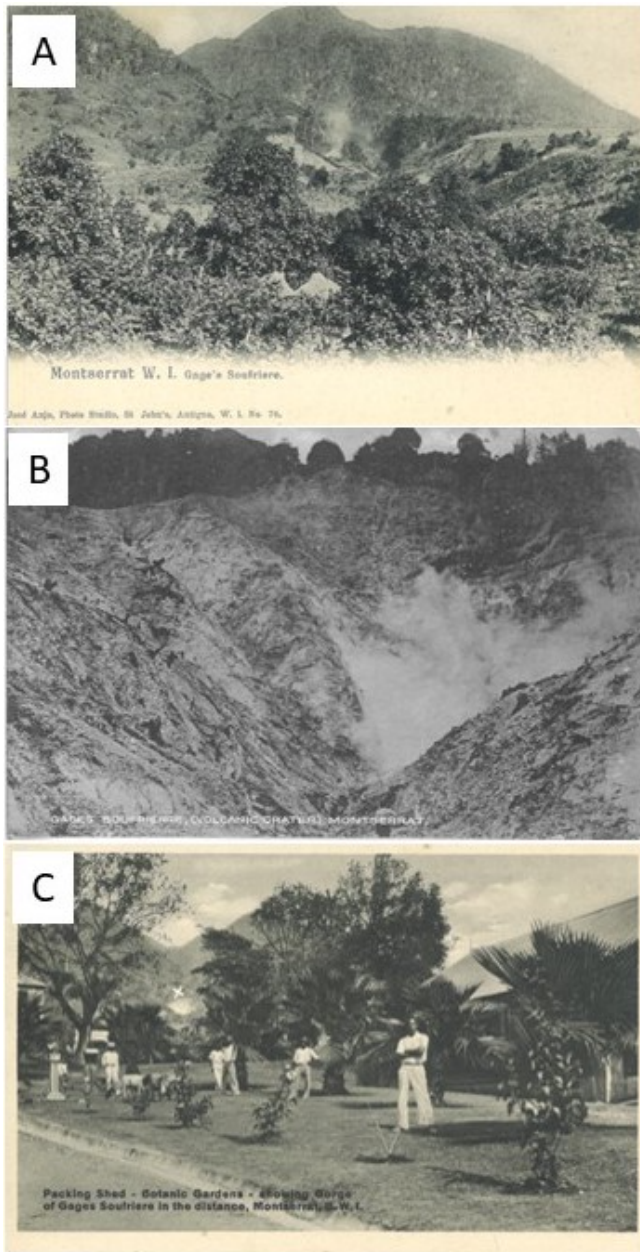 A
Montserrat W. I. Gage's Soufriere.
José Anjo, Photo Studio, St John's, Antigua, W. I. No 76.
B
GAGES SOUFRIERE, (VOLCANIC CRATER) MONTSERRAT.
C
X
Packing Shed - Botanic Gardens - showing Gorge
of Gages Soufriere in the distance, Montserrat, B.W.I.